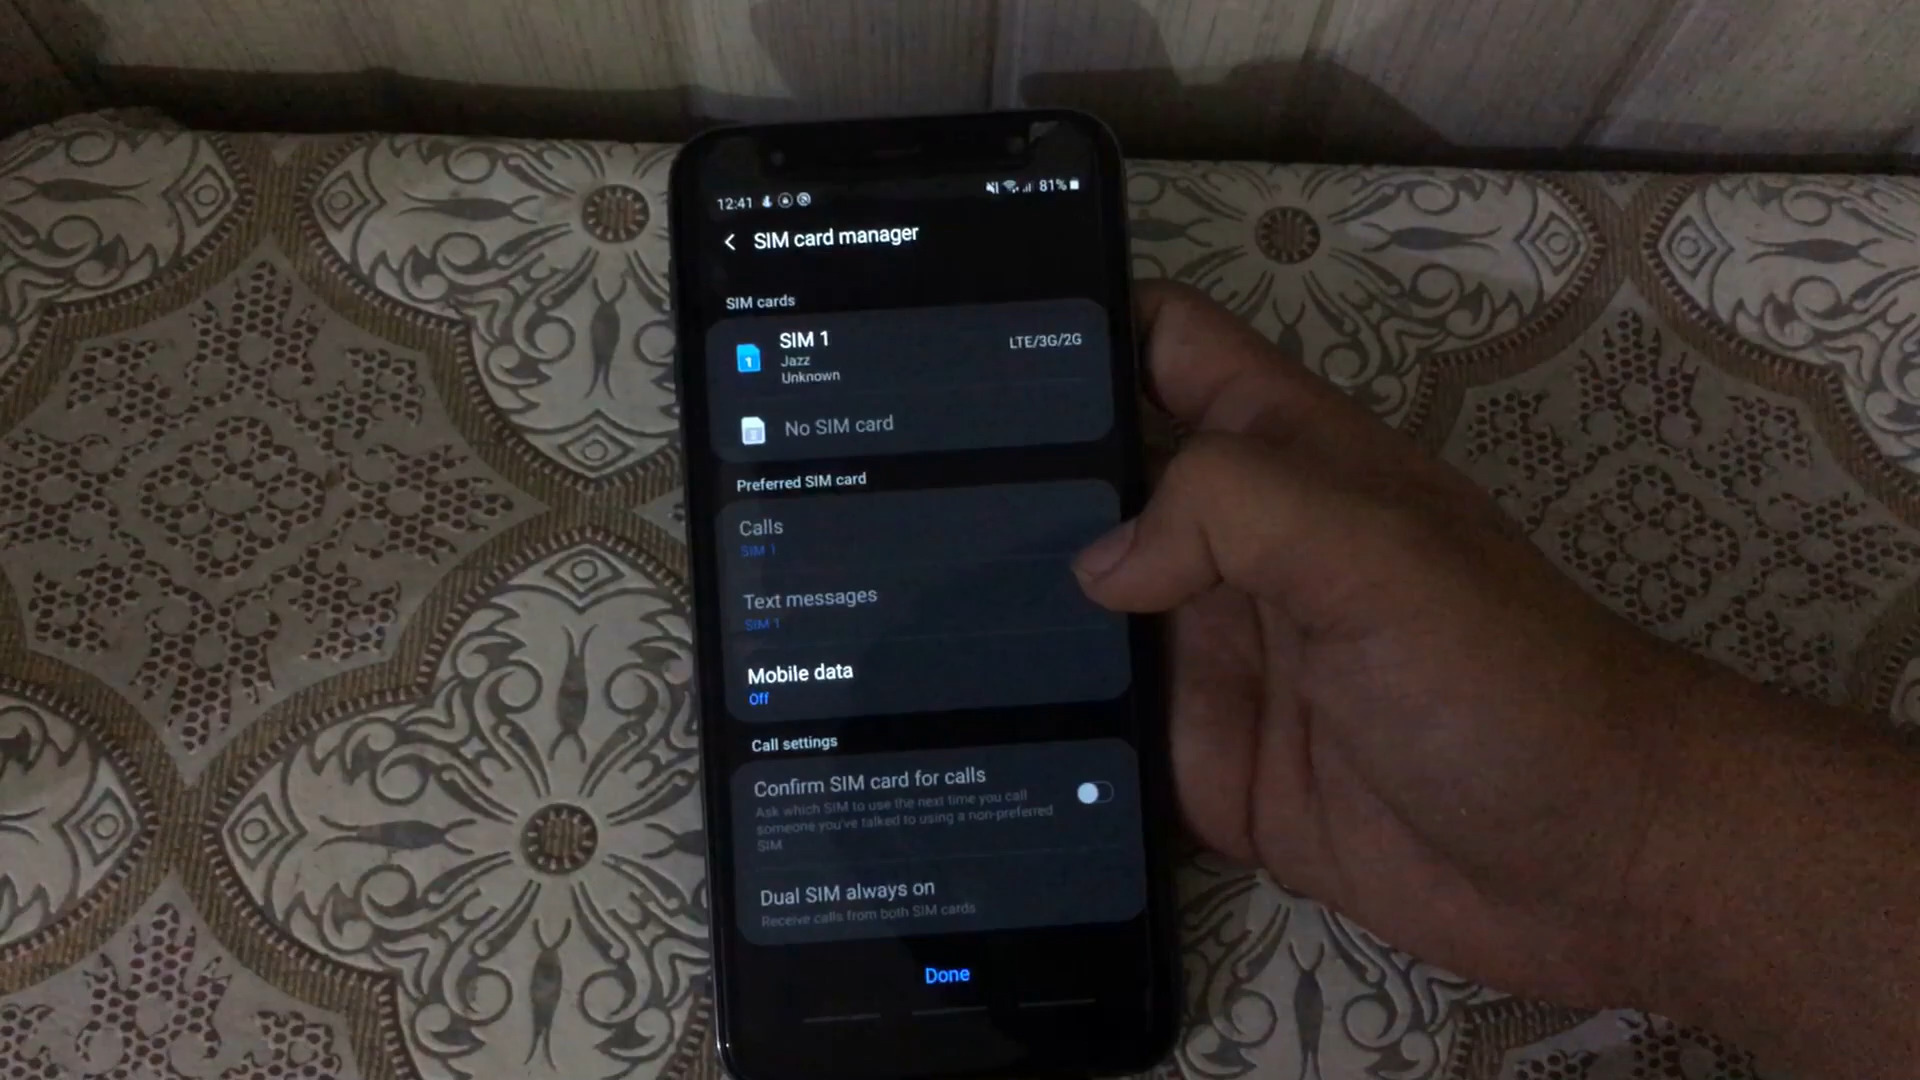 12:41 81%
SIM card manager
SIM cards
SIM 1
LTE/3G/2G
Jazz
Unknown
No SIM card
Preferred SIM card
Calls
SIM 1
Text messages
SIM 1
Mobile data
Off
Call settings
Confirm SIM card for calls
Ask which SIM to use the next time you call
someone you've talked to using a non-preferred
SIM
Dual SIM always on
Receive calls from both SIM cards
Done